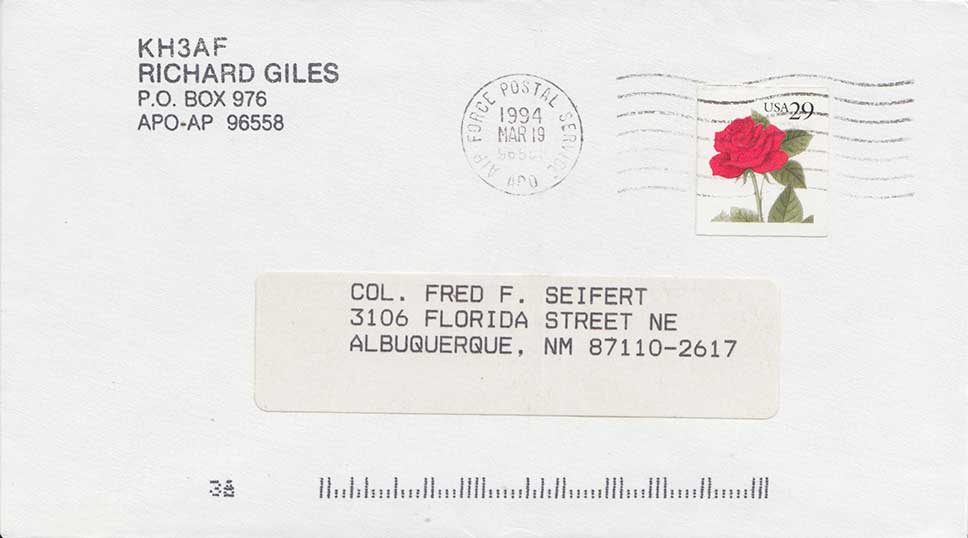 KH3AF
RICHARD GILES
P.O. BOX 976
APO-AP 96558
AIR FORCE POSTAL SERVICE
1994
MAR 19
APO
USA 29
COL. FRED F. SEIFERT
3106 FLORIDA STREET NE
ALBUQUERQUE, NM 87110-2617